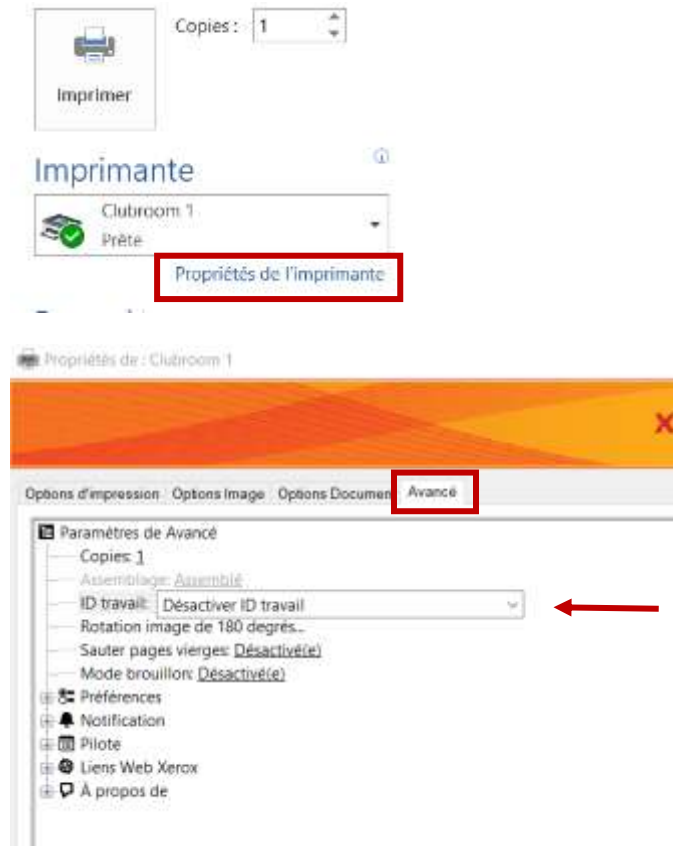 Copies : 1
Imprimer
Imprimante
Clubroom 1
Prête
Propriétés de l'imprimante
Propriétés de : Clubroom 1
Options d'impression Options Image Options Documen Avancé
Paramètres de Avancé
Copies: 1
Assemblage: Assemblé
ID travail: Désactiver ID travail
Rotation image de 180 degrés...
Sauter pages vierges: Désactivé(e)
Mode brouillon: Désactivé(e)
Préférences
Notification
Pilote
Liens Web Xerox
À propos de